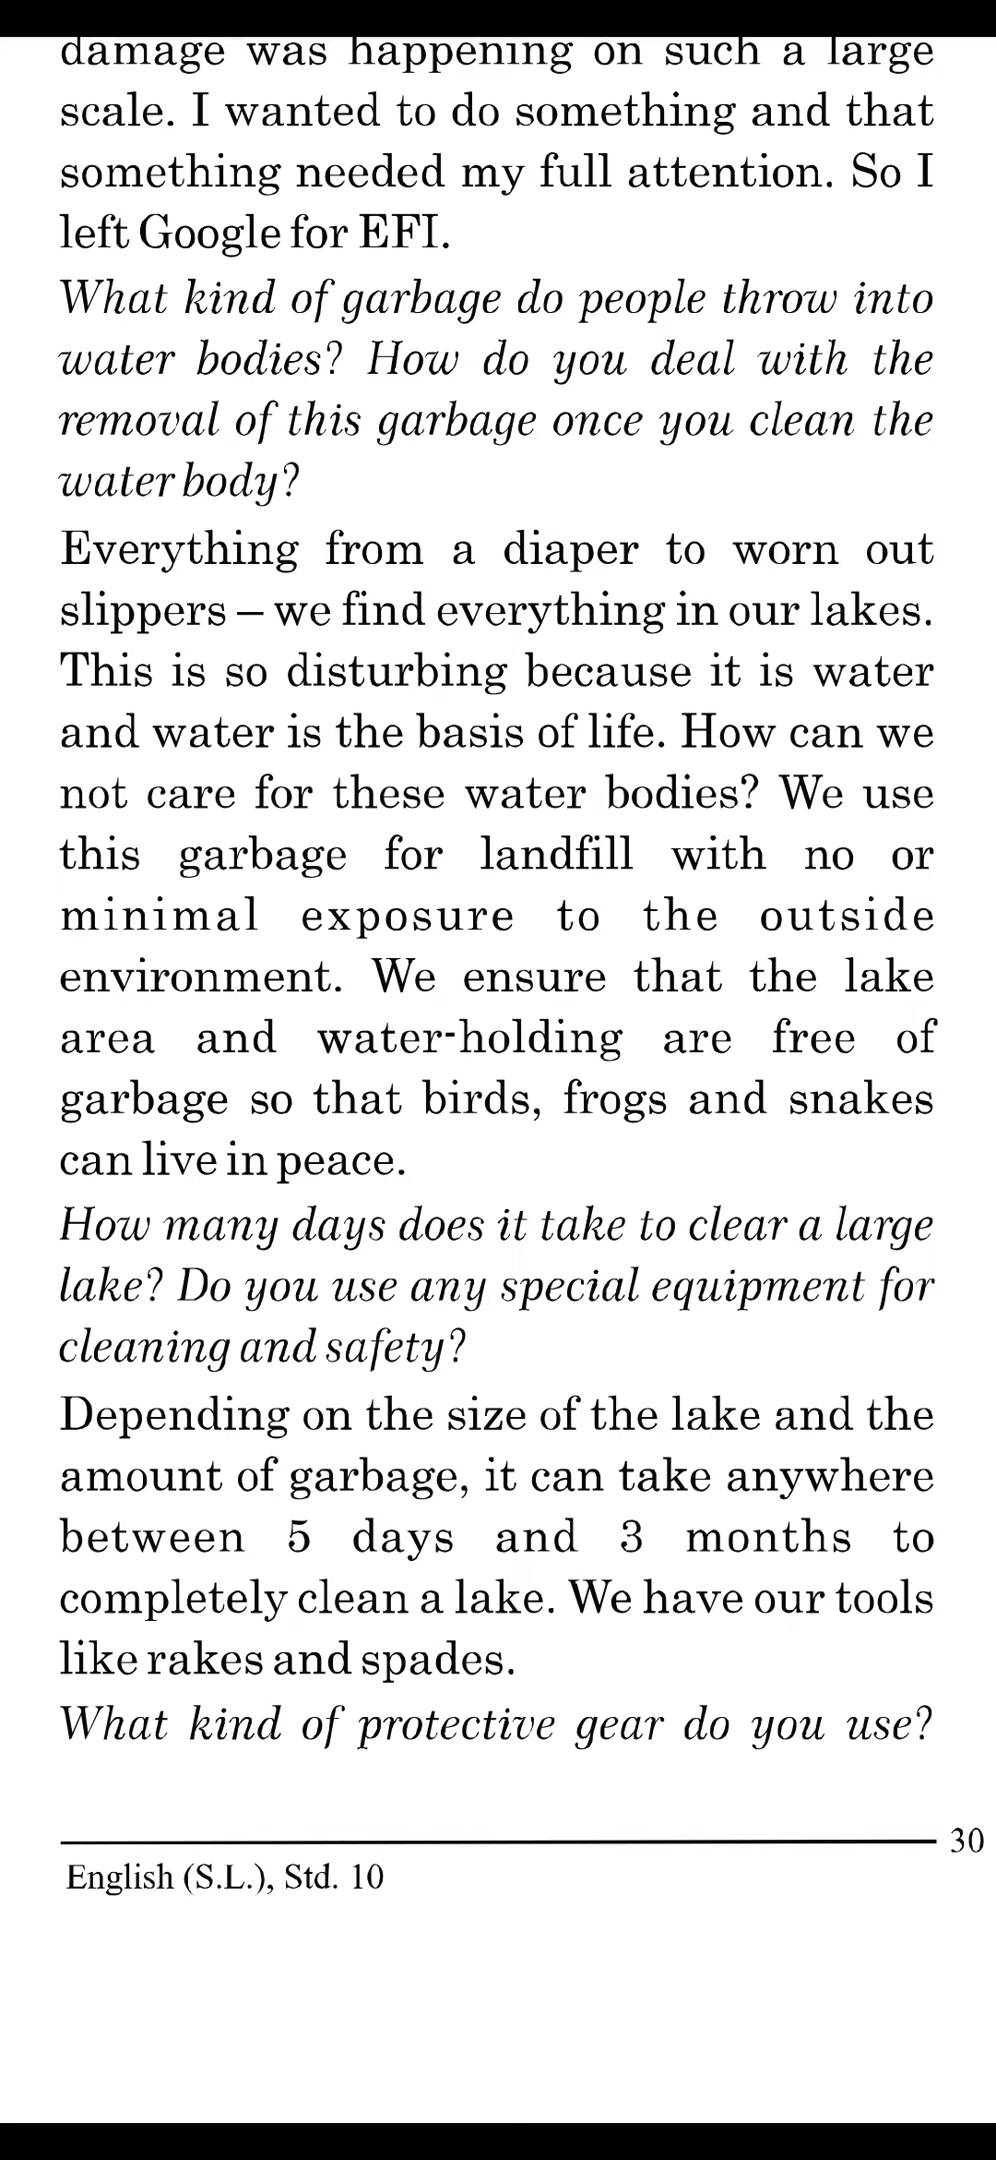 damage was happening on such a large
scale. I wanted to do something and that
something needed my full attention. So I
left Google for EFI.
What kind of garbage do people throw into
water bodies? How do you deal with the
removal of this garbage once you clean the
water body?
Everything from a diaper to worn out
slippers – we find everything in our lakes.
This is so disturbing because it is water
and water is the basis of life. How can we
not care for these water bodies? We use
this garbage for landfill with no or
minimal exposure to the outside
environment. We ensure that the lake
area and water-holding are free of
garbage so that birds, frogs and snakes
can live in peace.
How many days does it take to clear a large
lake? Do you use any special equipment for
cleaning and safety?
Depending on the size of the lake and the
amount of garbage, it can take anywhere
between 5 days and 3 months to
completely clean a lake. We have our tools
like rakes and spades.
What kind of protective gear do you use?
30
English (S.L.), Std. 10